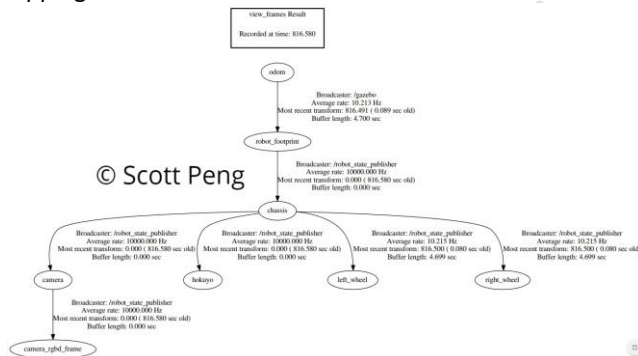 view_frames Result
Recorded at time: 816.580
odom
Broadcaster: /gazebo
Average rate: 10.213 Hz
Most recent transform: 816.491 ( 0.089 sec old)
Buffer length: 4.700 sec
robot_footprint
Broadcaster: /robot_state_publisher
Average rate: 10000.000 Hz
Most recent transform: 0.000 ( 816.580 sec old)
Buffer length: 0.000 sec
© Scott Peng
chassis
Broadcaster: /robot_state_publisher
Average rate: 10000.000 Hz
Most recent transform: 0.000 ( 816.580 sec old)
Buffer length: 0.000 sec
Broadcaster: /robot_state_publisher
Average rate: 10000.000 Hz
Most recent transform: 0.000 ( 816.580 sec old)
Buffer length: 0.000 sec
Broadcaster: /robot_state_publisher
Average rate: 10.215 Hz
Most recent transform: 816.500 ( 0.080 sec old)
Buffer length: 4.699 sec
Broadcaster: /robot_state_publisher
Average rate: 10.215 Hz
Most recent transform: 816.500 ( 0.080 sec old)
Buffer length: 4.699 sec
camera
hokuyo
left_wheel
right_wheel
Broadcaster: /robot_state_publisher
Average rate: 10000.000 Hz
Most recent transform: 0.000 ( 816.580 sec old)
Buffer length: 0.000 sec
camera_rgbd_frame